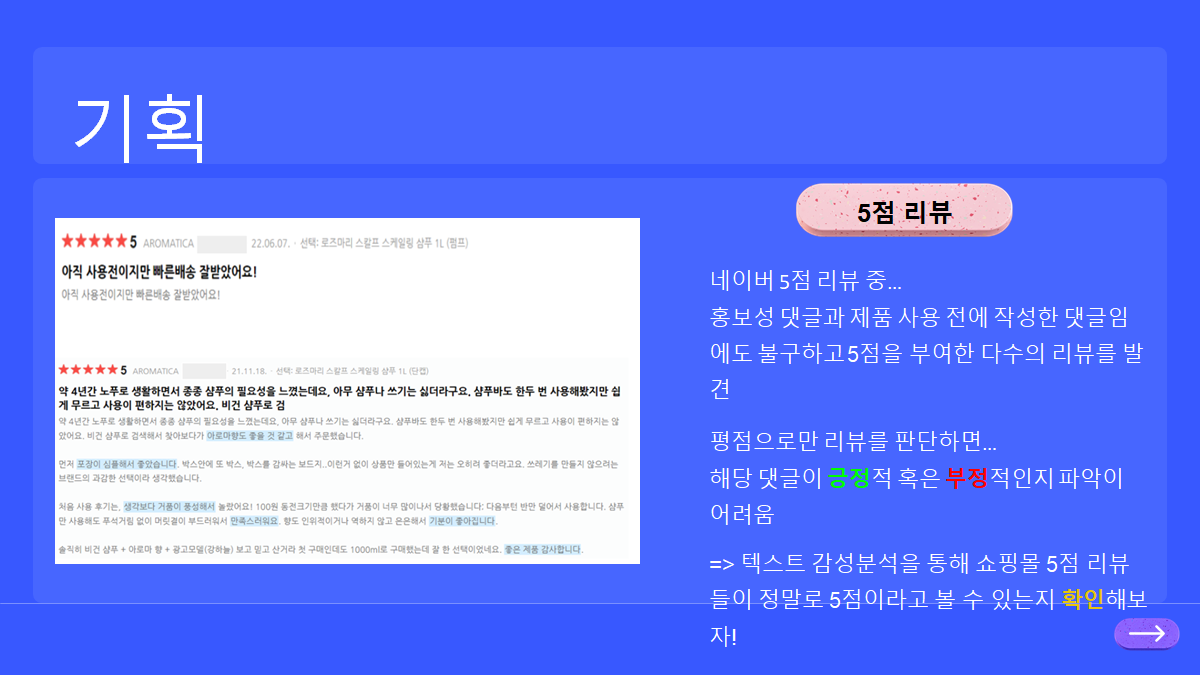 기획
★★★★★ 5 AROMATICA 22.06.07. · 선택: 로즈마리 스칼프 스케일링 샴푸 1L (펌프)
아직 사용전이지만 빠른배송 잘받았어요!
아직 사용전이지만 빠른배송 잘받았어요!
★★★★★ 5 AROMATICA 21.11.18. · 선택: 로즈마리 스칼프 스케일링 샴푸 1L (단캡)
약 4년간 노푸로 생활하면서 종종 샴푸의 필요성을 느꼈는데요, 아무 샴푸나 쓰기는 싫더라구요. 샴푸바도 한두 번 사용해봤지만 쉽
게 무르고 사용이 편하지는 않았어요. 비건 샴푸로 검
약 4년간 노푸로 생활하면서 종종 샴푸의 필요성을 느꼈는데요, 아무 샴푸나 쓰기는 싫더라구요. 샴푸바도 한두 번 사용해봤지만 쉽게 무르고 사용이 편하지는 않
았어요. 비건 샴푸로 검색해서 찾아보다가 아로마향도 좋을 것 같고 해서 주문했습니다.
먼저 포장이 심플해서 좋았습니다. 박스안에 또 박스, 박스를 감싸는 보드지..이런거 없이 상품만 들어있는게 저는 오히려 좋더라고요. 쓰레기를 만들지 않으려는
브랜드의 과감한 선택이라 생각했습니다.
처음 사용 후기는, 생각보다 거품이 풍성해서 놀랐어요! 100원 동전크기만큼 했다가 거품이 너무 많이나서 당황했습니다; 다음부턴 반만 덜어서 사용합니다. 샴푸
만 사용해도 푸석거림 없이 머릿결이 부드러워서 만족스러워요. 향도 인위적이거나 역하지 않고 은은해서 기분이 좋아집니다.
솔직히 비건 샴푸 + 아로마 향 + 광고모델(강하늘) 보고 믿고 산거라 첫 구매인데도 1000ml로 구매했는데 잘 한 선택이었네요. 좋은 제품 감사합니다.
5점 리뷰
네이버 5점 리뷰 중...
홍보성 댓글과 제품 사용 전에 작성한 댓글임
에도 불구하고 5점을 부여한 다수의 리뷰를 발
견
평점으로만 리뷰를 판단하면...
해당 댓글이 긍정적 혹은 부정적인지 파악이
어려움
=> 텍스트 감성분석을 통해 쇼핑몰 5점 리뷰
들이 정말로 5점이라고 볼 수 있는지 확인해보
자!